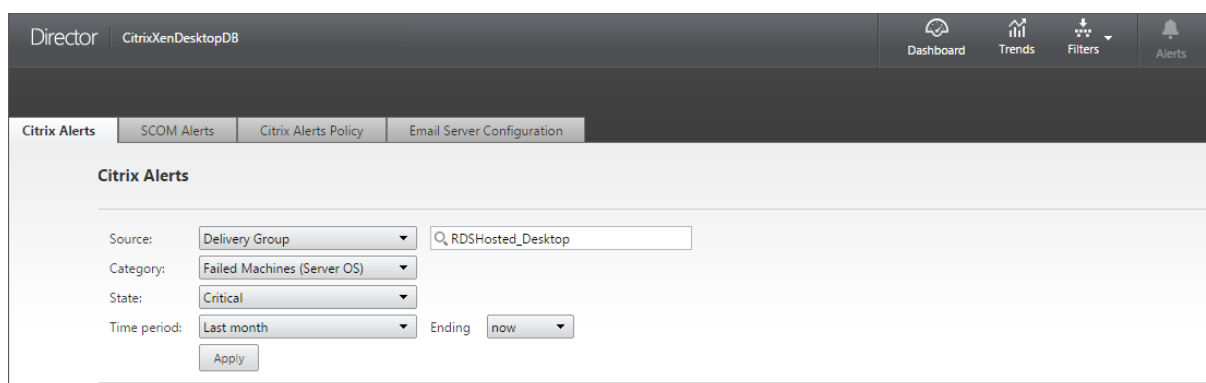 Director CitrixXenDesktopDB
Dashboard Trends Filters Alerts
Citrix Alerts SCOM Alerts Citrix Alerts Policy Email Server Configuration
Citrix Alerts
Source: Delivery Group RDSHosted_Desktop
Category: Failed Machines (Server OS)
State: Critical
Time period: Last month Ending now
Apply